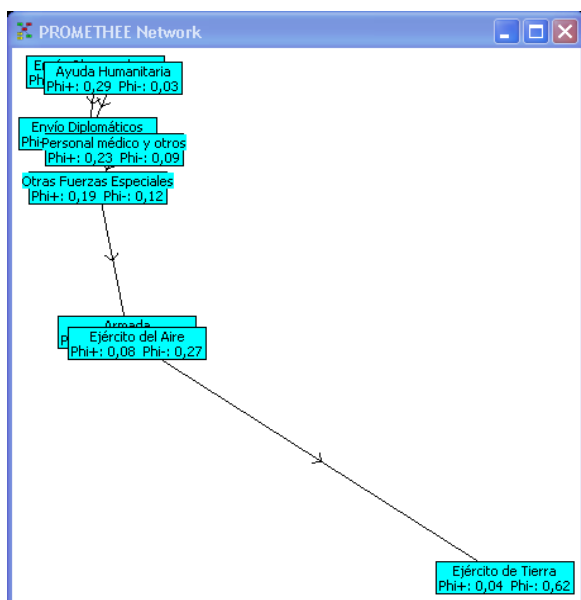 PROMETHEE Network
Ayuda Humanitaria
Phi+: 0,29 Phi-: 0,03
Envío Diplomáticos
Personal médico y otros
Phi+: 0,23 Phi-: 0,09
Otras Fuerzas Especiales
Phi+: 0,19 Phi-: 0,12
Armada
Ejército del Aire
Phi+: 0,08 Phi-: 0,27
Ejército de Tierra
Phi+: 0,04 Phi-: 0,62